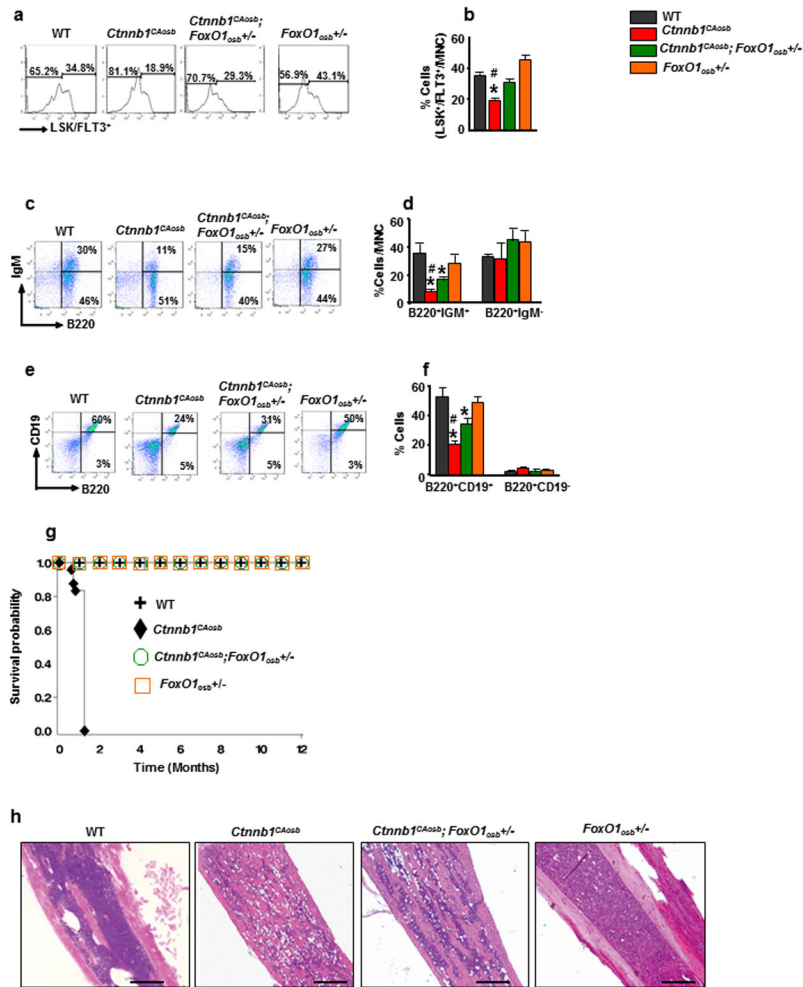 a
WT
Ctnnb1CAosb
Ctnnb1CAosb;
FoxO1osb+/-
FoxO1osb+/-
65.2%
34.8%
81.1%
18.9%
70.7%
29.3%
56.9%
43.1%
LSK/FLT3+
b
% Cells
(LSK+/FLT3+/MNC)
60
40
20
0
#
*
WT
Ctnnb1CAosb
Ctnnb1CAosb; FoxO1osb+/-
FoxO1osb+/-
c
WT
Ctnnb1CAosb
Ctnnb1CAosb;
FoxO1osb+/-
FoxO1osb+/-
IgM
30%
46%
11%
51%
15%
40%
27%
44%
B220
d
%Cells/MNC
60
40
20
0
#
*
*
B220+IGM+
B220+IgM-
e
WT
Ctnnb1CAosb
Ctnnb1CAosb;
FoxO1osb+/-
FoxO1osb+/-
CD19
60%
3%
24%
5%
31%
5%
50%
3%
B220
f
% Cells
60
40
20
0
#
*
*
B220+CD19+
B220+CD19-
g
Survival probability
1.0
0.8
0.6
0.4
0.2
0.0
WT
Ctnnb1CAosb
Ctnnb1CAosb;FoxO1osb+/-
FoxO1osb+/-
0 2 4 6 8 10 12
Time (Months)
h
WT
Ctnnb1CAosb
Ctnnb1CAosb; FoxO1osb+/-
FoxO1osb+/-